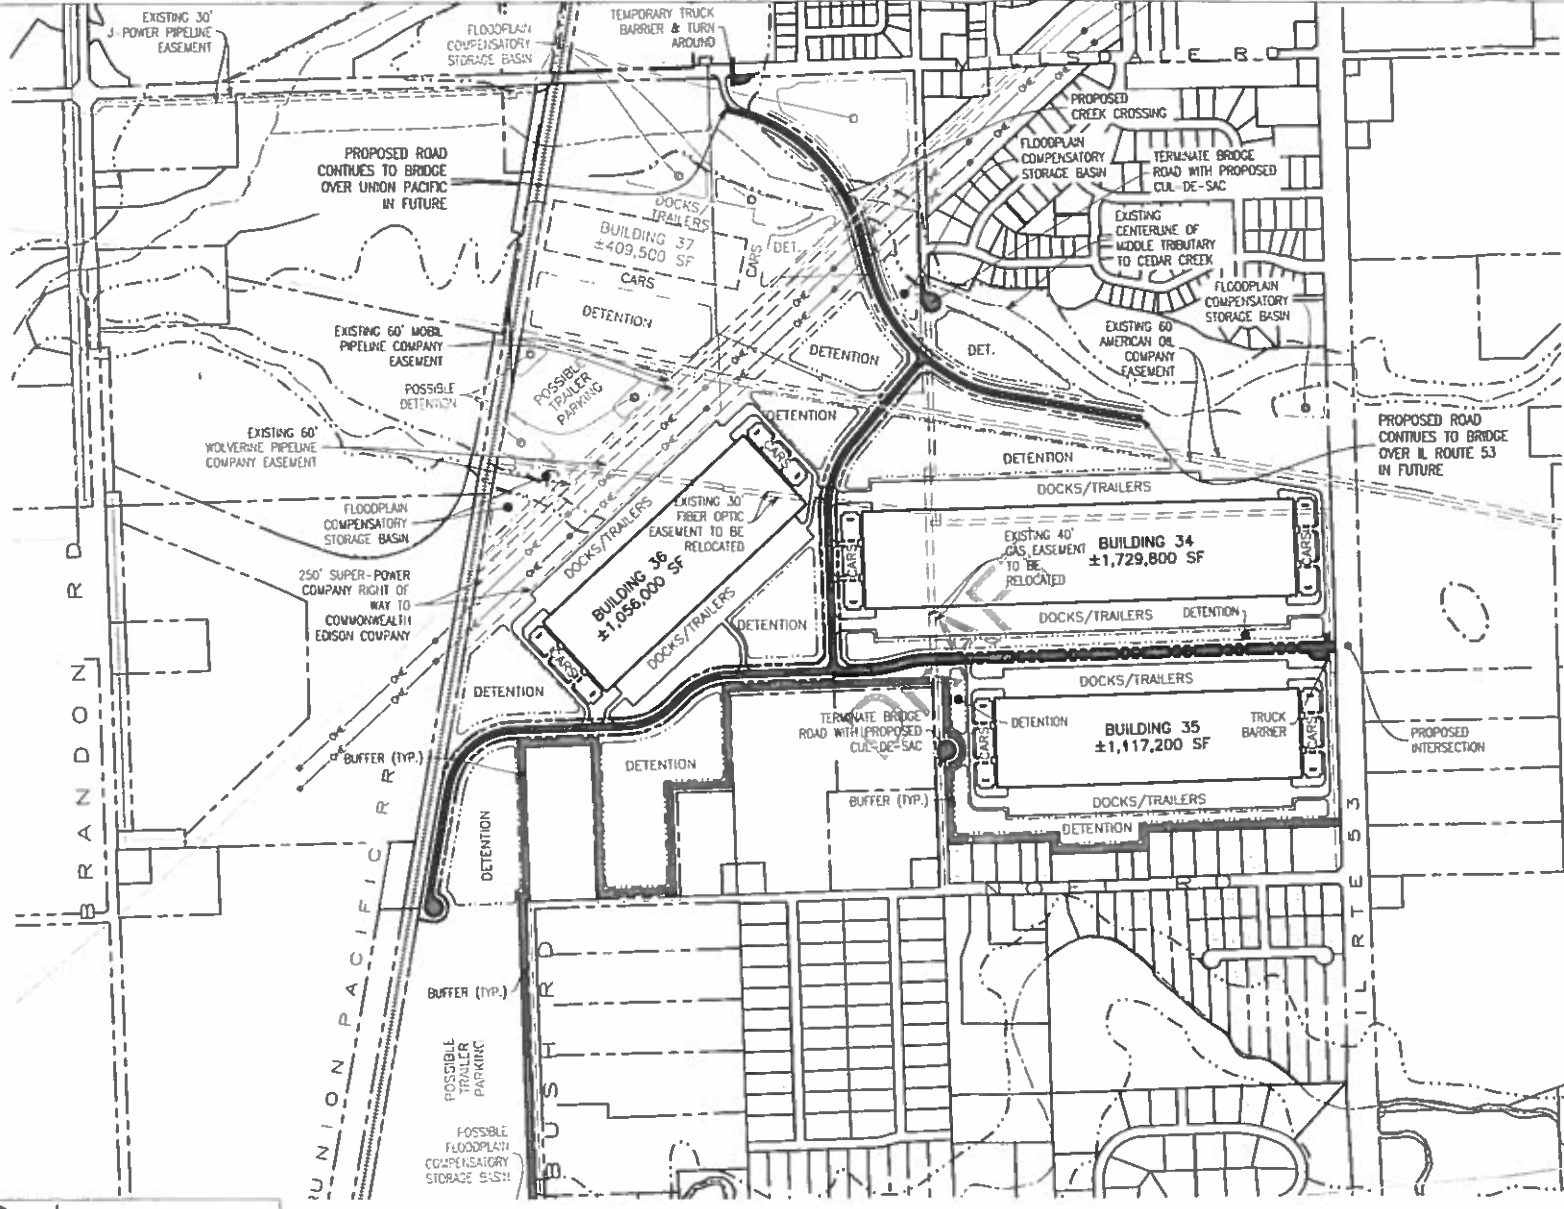 EXISTING 30'
J-POWER PIPELINE
EASEMENT
FLOODPLAIN
COMPENSATORY
STORAGE BASIN
TEMPORARY TRUCK
BARRIER & TURN
AROUND
PROPOSED ROAD
CONTIUES TO BRIDGE
OVER UNION PACIFIC
IN FUTURE
DOCKS/
TRAILERS
BUILDING 37
±409,500 SF
CARS
CARS
DET.
DETENTION
PROPOSED
CREEK CROSSING
FLOODPLAIN
COMPENSATORY
STORAGE BASIN
TERMINATE BRIDGE
ROAD WITH PROPOSED
CUL-DE-SAC
EXISTING
CENTERLINE OF
MIDDLE TRIBUTARY
TO CEDAR CREEK
FLOODPLAIN
COMPENSATORY
STORAGE BASIN
EXISTING 60'
AMERICAN OIL
COMPANY
EASEMENT
EXISTING 60' MOBIL
PIPELINE COMPANY
EASEMENT
POSSIBLE
DETENTION
POSSIBLE
TRAILER
PARKING
DETENTION
DET.
DETENTION
EXISTING 60'
WOLVERINE PIPELINE
COMPANY EASEMENT
PROPOSED ROAD
CONTIUES TO BRIDGE
OVER IL ROUTE 53
IN FUTURE
DETENTION
CARS
FLOODPLAIN
COMPENSATORY
STORAGE BASIN
DOCKS/TRAILERS
EXISTING 30'
FIBER OPTIC
EASEMENT TO BE
RELOCATED
BUILDING 36
±1,056,000 SF
DOCKS/TRAILERS
CARS
DOCKS/TRAILERS
CARS
EXISTING 40'
GAS EASEMENT
TO BE
RELOCATED
BUILDING 34
±1,729,800 SF
CARS
DOCKS/TRAILERS
DETENTION
250' SUPER-POWER
COMPANY RIGHT OF
WAY TO
COMMONWEALTH
EDISON COMPANY
DETENTION
DETENTION
DOCKS/TRAILERS
TERMINATE BRIDGE
ROAD WITH PROPOSED
CUL-DE-SAC
DETENTION
CARS
BUILDING 35
±1,117,200 SF
TRUCK
BARRIER
CARS
PROPOSED
INTERSECTION
BUFFER (TYP.)
DETENTION
BUFFER (TYP.)
DOCKS/TRAILERS
DETENTION
DETENTION
BRANDON RD
UNION PACIFIC RR
IL RTE 53
BUFFER (TYP.)
BUSH RD
POSSIBLE
TRAILER
PARKING
POSSIBLE
FLOODPLAIN
COMPENSATORY
STORAGE BASIN